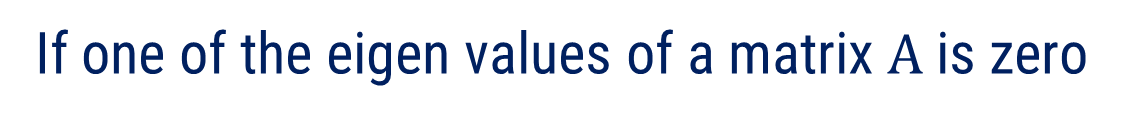 If one of the eigen values of a matrix A is zero